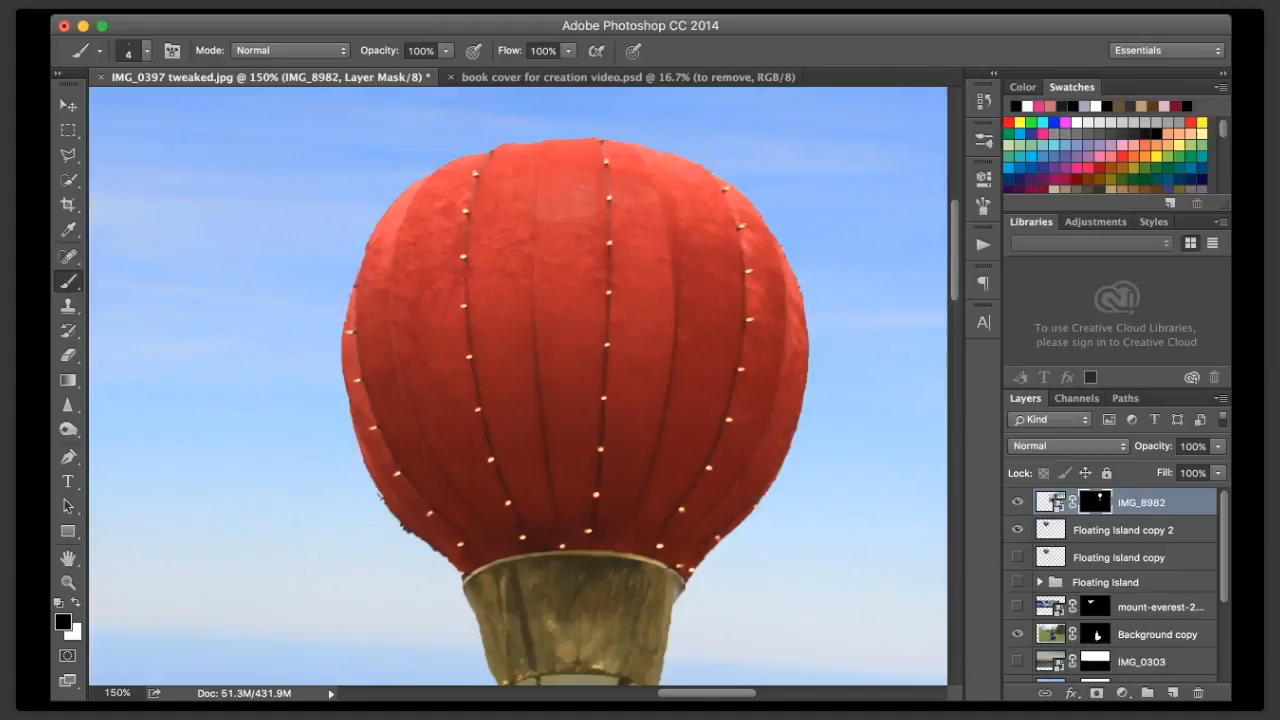 Adobe Photoshop CC 2014
4
Mode: Normal
Opacity: 100%
Flow: 100%
Essentials
IMG_0397 tweaked.jpg @ 150% (IMG_8982, Layer Mask/8) *
book cover for creation video.psd @ 16.7% (to remove, RGB/8)
Color
Swatches
Libraries
Adjustments
Styles
To use Creative Cloud Libraries,
please sign in to Creative Cloud
Layers
Channels
Paths
Kind
Normal
Opacity: 100%
Lock:
Fill: 100%
IMG_8982
Floating Island copy 2
Floating Island copy
Floating Island
mount-everest-2...
Background copy
IMG_0303
150%
Doc: 51.3M/431.9M